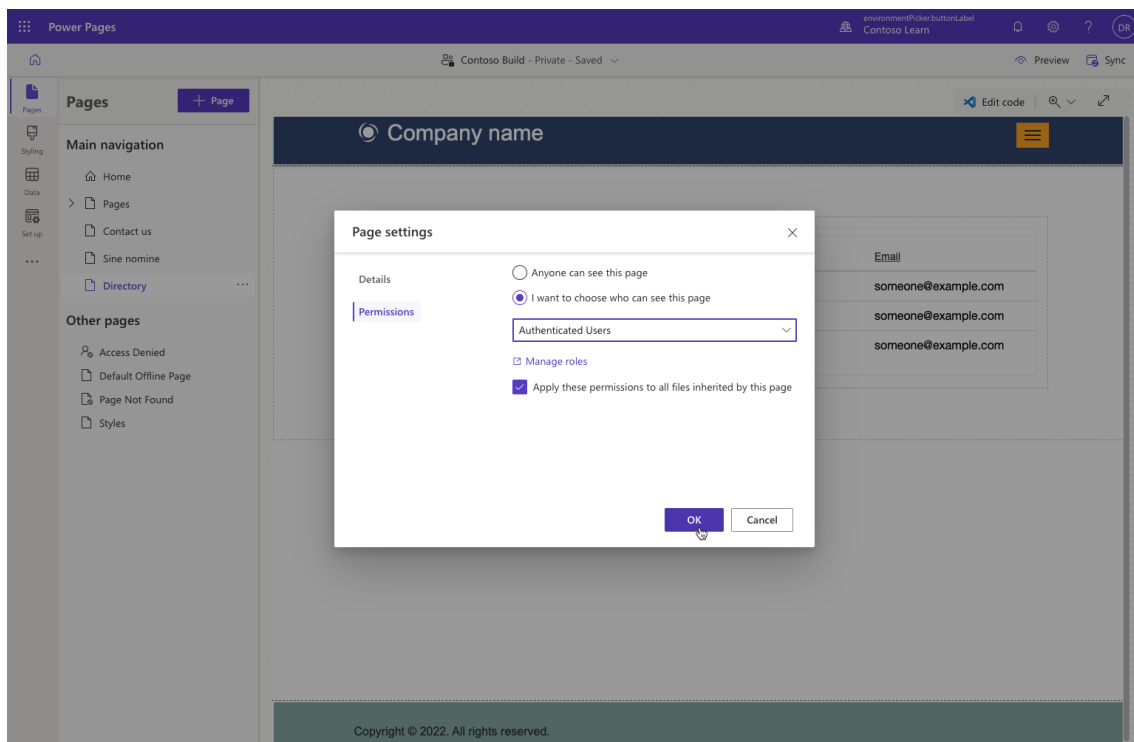 Power Pages
environmentPicker.buttonLabel
Contoso Learn
?
DR
Contoso Build - Private - Saved
Preview
Sync
Pages
Styling
Data
Set up
Pages
+ Page
Main navigation
Home
Pages
Contact us
Sine nomine
Directory
Other pages
Access Denied
Default Offline Page
Page Not Found
Styles
Edit code
Company name
Email
someone@example.com
someone@example.com
someone@example.com
Page settings
Details
Permissions
Anyone can see this page
I want to choose who can see this page
Authenticated Users
Manage roles
Apply these permissions to all files inherited by this page
OK
Cancel
Copyright © 2022. All rights reserved.